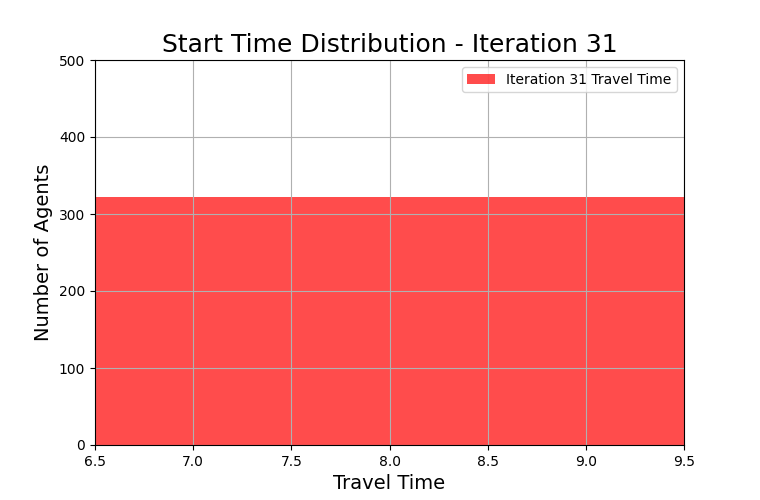 Start Time Distribution - Iteration 31
Iteration 31 Travel Time
Number of Agents
500
400
300
200
100
0
6.5 7.0 7.5 8.0 8.5 9.0 9.5
Travel Time